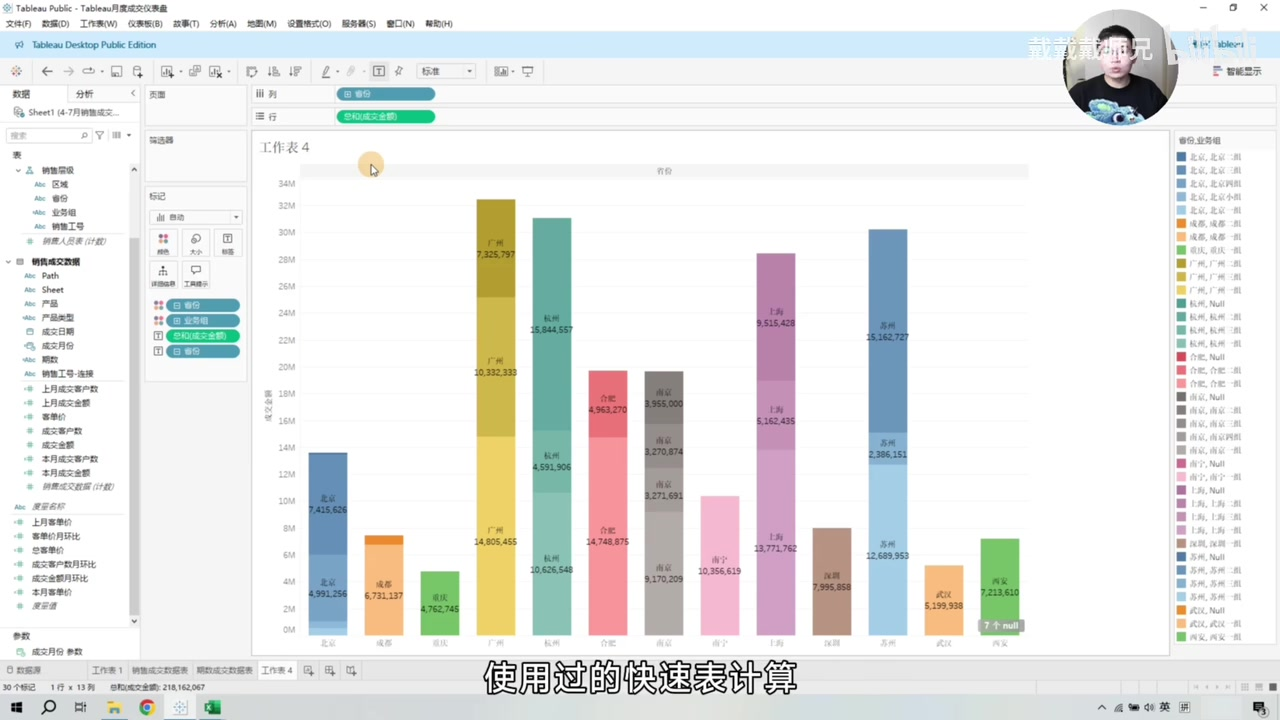 Tableau Public - Tableau月度成交仪表盘
文件(F) 数据(D) 工作表(W) 仪表板(B) 故事(T) 分析(A) 地图(M) 设置格式(O) 服务器(S) 窗口(N) 帮助(H)
Tableau Desktop Public Edition
戴戴戴师兄
标准
智能显示
数据 分析
页面
列 省份
行 总和(成交金额)
Sheet1 (4-7月销售成交...
搜索
筛选器
表
销售层级
Abc 区域
Abc 省份
Abc 业务组
Abc 销售工号
销售人员表 (计数)
销售成交数据
Abc Path
Abc Sheet
Abc 产品
Abc 产品类型
成交日期
成交月份
Abc 期数
Abc 销售工号-连接
上月成交客户数
上月成交金额
客单价
成交客户数
成交金额
本月成交客户数
本月成交金额
销售成交数据 (计数)
Abc 度量名称
上月客单价
客单价月环比
总客单价
成交客户数月环比
成交金额月环比
本月客单价
度量值
参数
成交月份 参数
标记
自动
颜色 大小 标签
详细信息 工具提示
省份
业务组
总和(成交金额)
省份
工作表 4
省份
成交金额
34M
32M
30M
28M
26M
24M
22M
20M
18M
16M
14M
12M
10M
8M
6M
4M
2M
0M
北京
7,415,626
北京
4,991,256
成都
6,731,137
重庆
4,762,745
广州
7,325,797
广州
10,332,333
广州
14,805,455
杭州
15,844,557
杭州
4,591,906
杭州
10,626,548
合肥
4,963,270
合肥
14,748,875
南京
3,955,000
南京
3,270,874
南京
3,271,691
南京
9,170,209
南宁
10,356,619
上海
9,515,428
上海
5,162,435
上海
13,771,762
深圳
7,995,858
苏州
15,162,727
苏州
2,386,151
苏州
12,689,953
武汉
5,199,938
西安
7,213,610
7 个 null
北京 成都 重庆 广州 杭州 合肥 南京 南宁 上海 深圳 苏州 武汉 西安
省份,业务组
北京, 北京二组
北京, 北京三组
北京, 北京四组
北京, 北京小组
北京, 北京一组
成都, 成都二组
成都, 成都一组
重庆, 重庆一组
广州, 广州二组
广州, 广州三组
广州, 广州一组
杭州, Null
杭州, 杭州二组
杭州, 杭州三组
杭州, 杭州一组
合肥, Null
合肥, 合肥二组
合肥, 合肥一组
南京, Null
南京, 南京二组
南京, 南京三组
南京, 南京四组
南京, 南京一组
南宁, Null
南宁, 南宁一组
上海, Null
上海, 上海二组
上海, 上海三组
上海, 上海一组
深圳, 深圳一组
苏州, Null
苏州, 苏州二组
苏州, 苏州三组
苏州, 苏州一组
武汉, Null
武汉, 武汉一组
西安, 西安一组
使用过的快速表计算
数据源 工作表 1 销售成交数据表 期数成交数据表 工作表 4
30 个标记 1 行 x 13 列 总和(成交金额): 218,162,067
英 拼